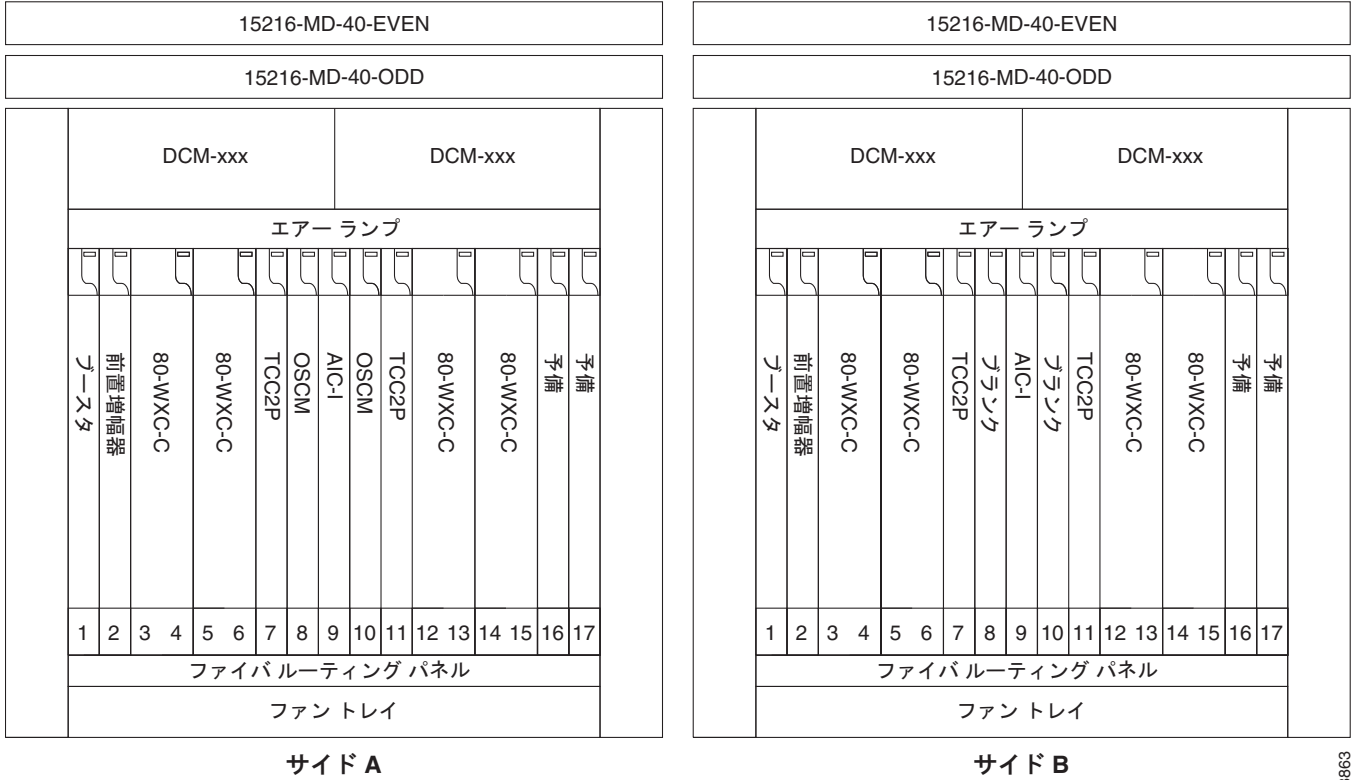 15216-MD-40-EVEN
15216-MD-40-ODD
DCM-xxx DCM-xxx
エアー ランプ
ブースタ
前置増幅器
80-WXC-C
80-WXC-C
TCC2P
OSCM
AIC-I
OSCM
TCC2P
80-WXC-C
80-WXC-C
予備
予備
1 2 3 4 5 6 7 8 9 10 11 12 13 14 15 16 17
ファイバ ルーティング パネル
ファン トレイ
サイド A
15216-MD-40-EVEN
15216-MD-40-ODD
DCM-xxx DCM-xxx
エアー ランプ
ブースタ
前置増幅器
80-WXC-C
80-WXC-C
TCC2P
ブランク
AIC-I
ブランク
TCC2P
80-WXC-C
80-WXC-C
予備
予備
1 2 3 4 5 6 7 8 9 10 11 12 13 14 15 16 17
ファイバ ルーティング パネル
ファン トレイ
サイド B